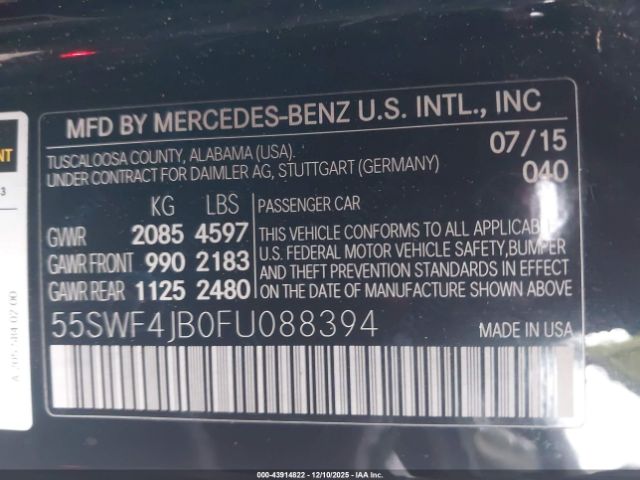 MFD BY MERCEDES-BENZ U.S. INTL., INC
TUSCALOOSA COUNTY, ALABAMA (USA). 07/15
UNDER CONTRACT FOR DAIMLER AG, STUTTGART (GERMANY) 040
KG LBS PASSENGER CAR
GVWR 2085 4597
GAWR FRONT 990 2183
GAWR REAR 1125 2480
THIS VEHICLE CONFORMS TO ALL APPLICABLE
U.S. FEDERAL MOTOR VEHICLE SAFETY, BUMPER
AND THEFT PREVENTION STANDARDS IN EFFECT
ON THE DATE OF MANUFACTURE SHOWN ABOVE
55SWF4JB0FU088394
MADE IN USA
000-43914822 - 12/10/2025 - IAAI.com